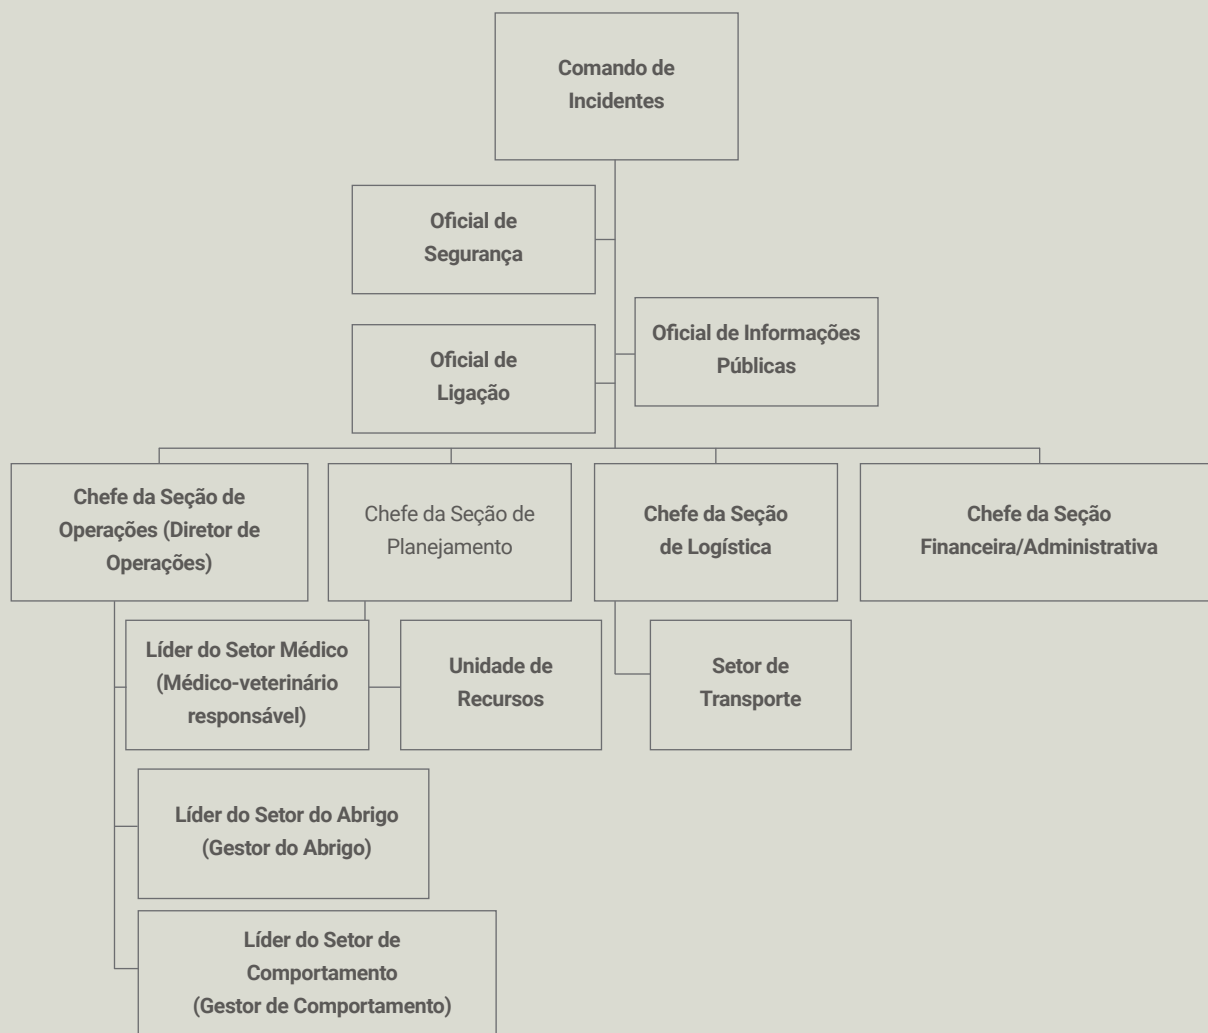 Comando de
Incidentes
Oficial de
Segurança
Oficial de Informações
Públicas
Oficial de
Ligação
Chefe da Seção de
Operações (Diretor de
Operações)
Chefe da Seção de
Planejamento
Chefe da Seção
de Logística
Chefe da Seção
Financeira/Administrativa
Líder do Setor Médico
(Médico-veterinário
responsável)
Unidade de
Recursos
Setor de
Transporte
Líder do Setor do Abrigo
(Gestor do Abrigo)
Líder do Setor de
Comportamento
(Gestor de Comportamento)